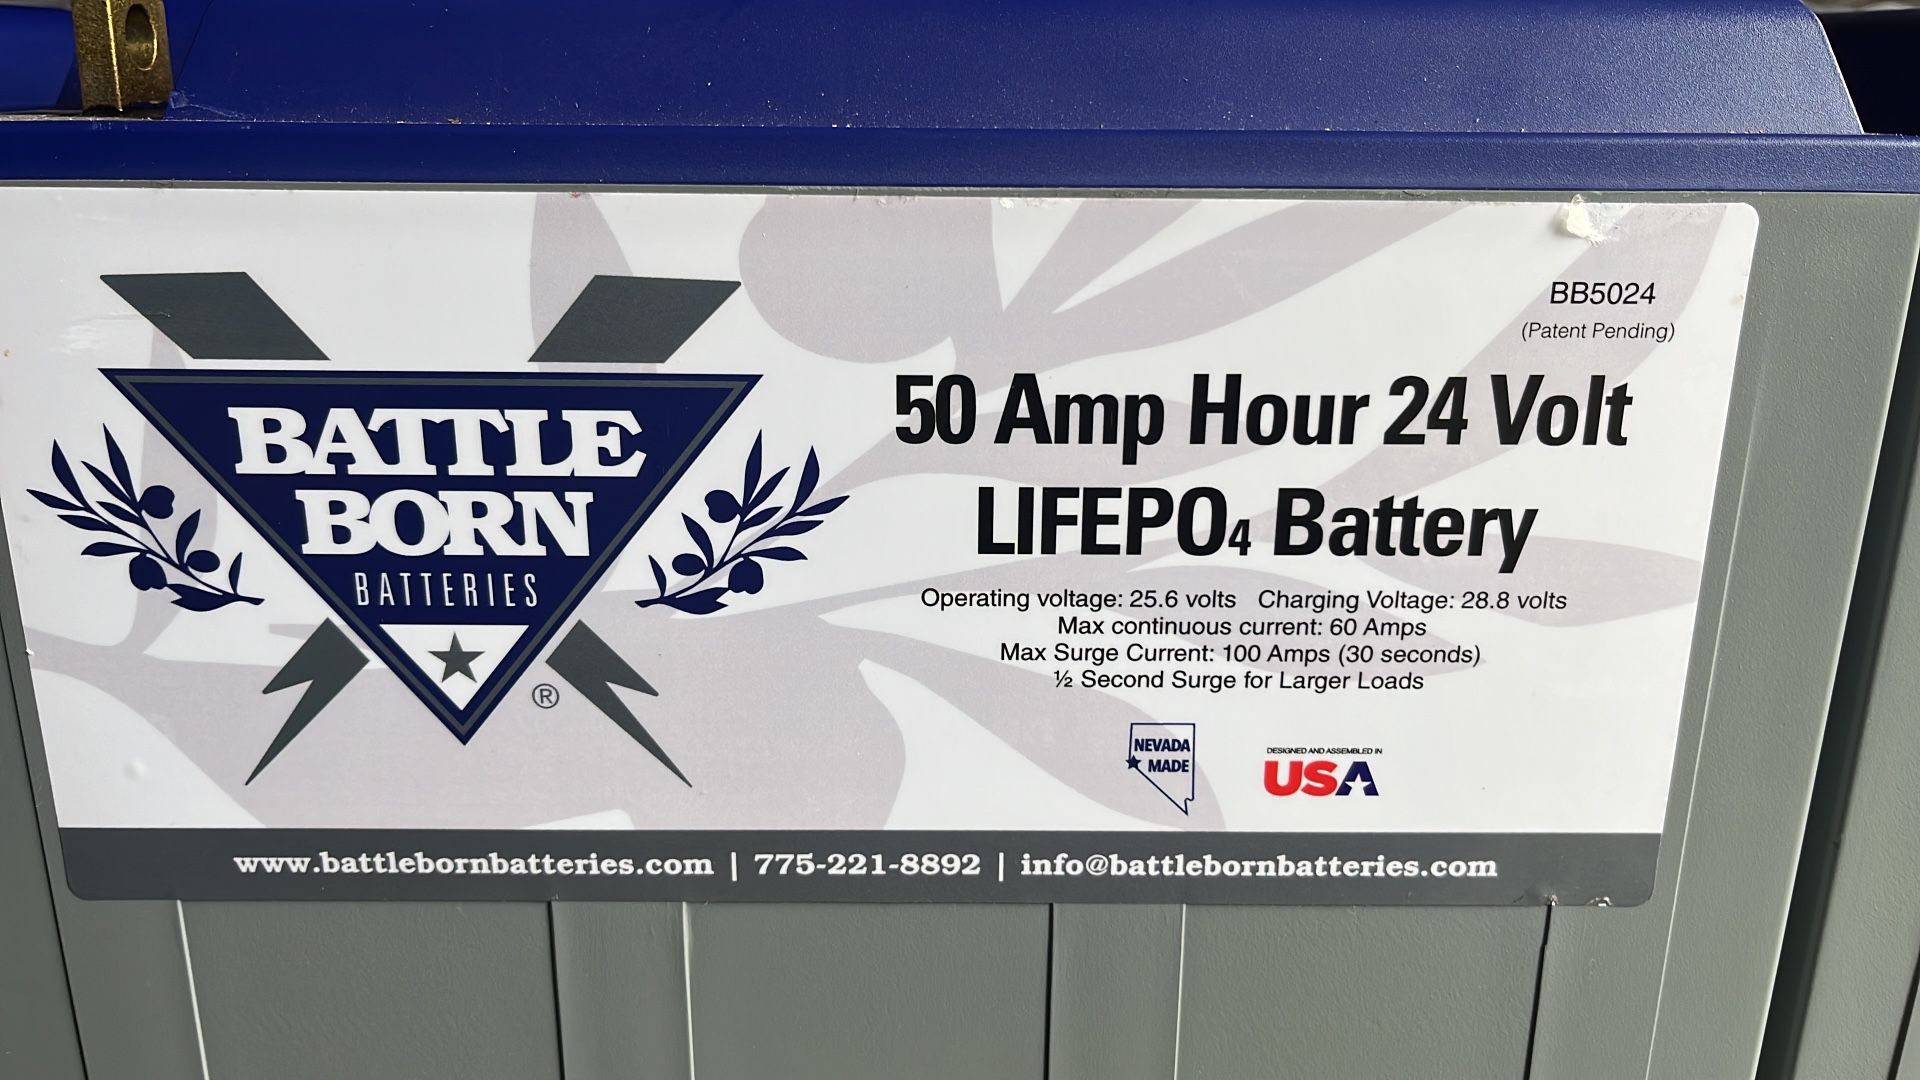 BATTLE
BORN
BATTERIES
®
BB5024
(Patent Pending)
50 Amp Hour 24 Volt
LIFEPO₄ Battery
Operating voltage: 25.6 volts Charging Voltage: 28.8 volts
Max continuous current: 60 Amps
Max Surge Current: 100 Amps (30 seconds)
½ Second Surge for Larger Loads
NEVADA
MADE
DESIGNED AND ASSEMBLED IN
USA
www.battlebornbatteries.com | 775-221-8892 | info@battlebornbatteries.com